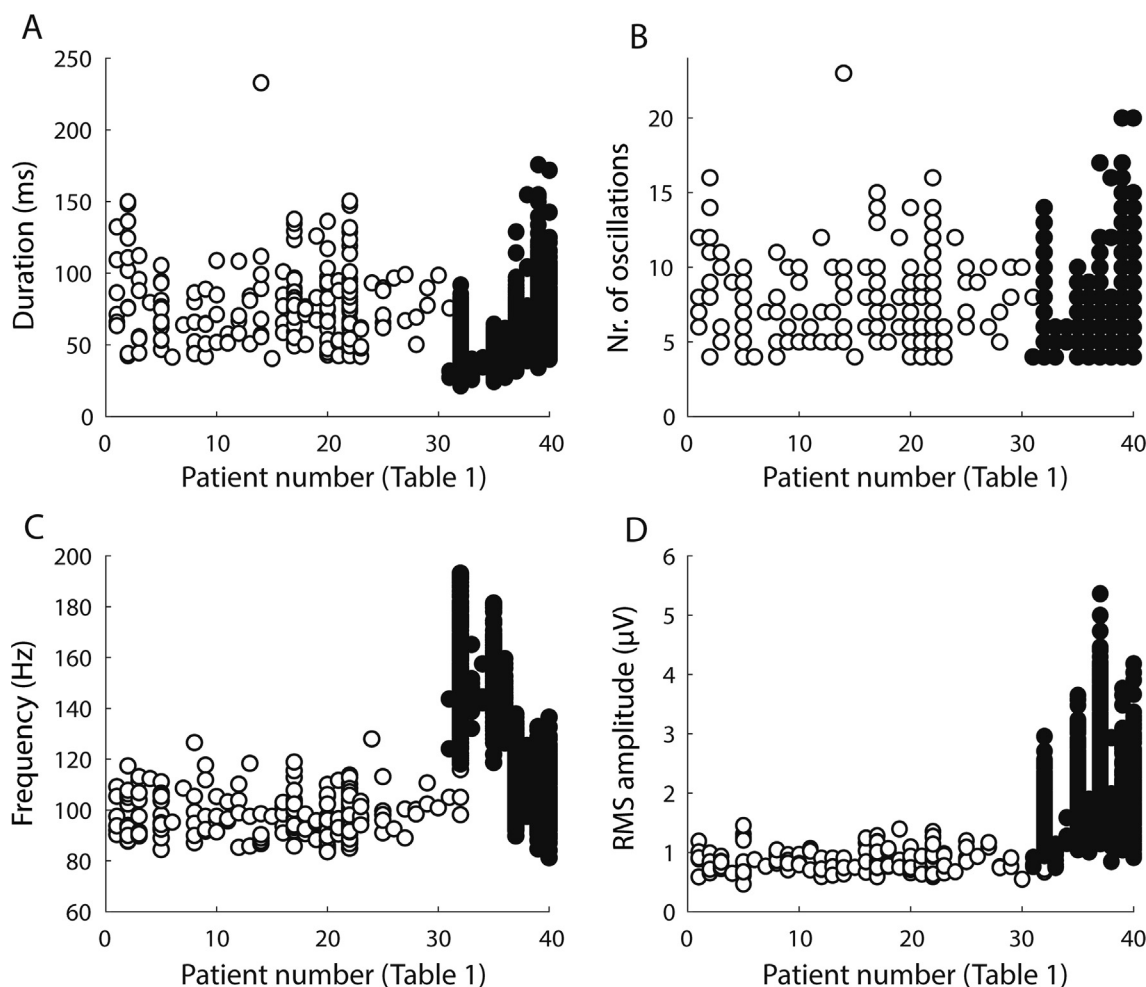 A
Duration (ms)
250
200
150
100
50
0
0 10 20 30 40
Patient number (Table 1)
B
Nr. of oscillations
20
15
10
5
0
0 10 20 30 40
Patient number (Table 1)
C
Frequency (Hz)
200
180
160
140
120
100
80
60
0 10 20 30 40
Patient number (Table 1)
D
RMS amplitude (µV)
6
5
4
3
2
1
0
0 10 20 30 40
Patient number (Table 1)